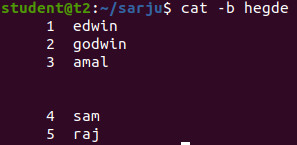 student@t2:~/sarju$ cat -b hegde
1 edwin
2 godwin
3 amal
4 sam
5 raj